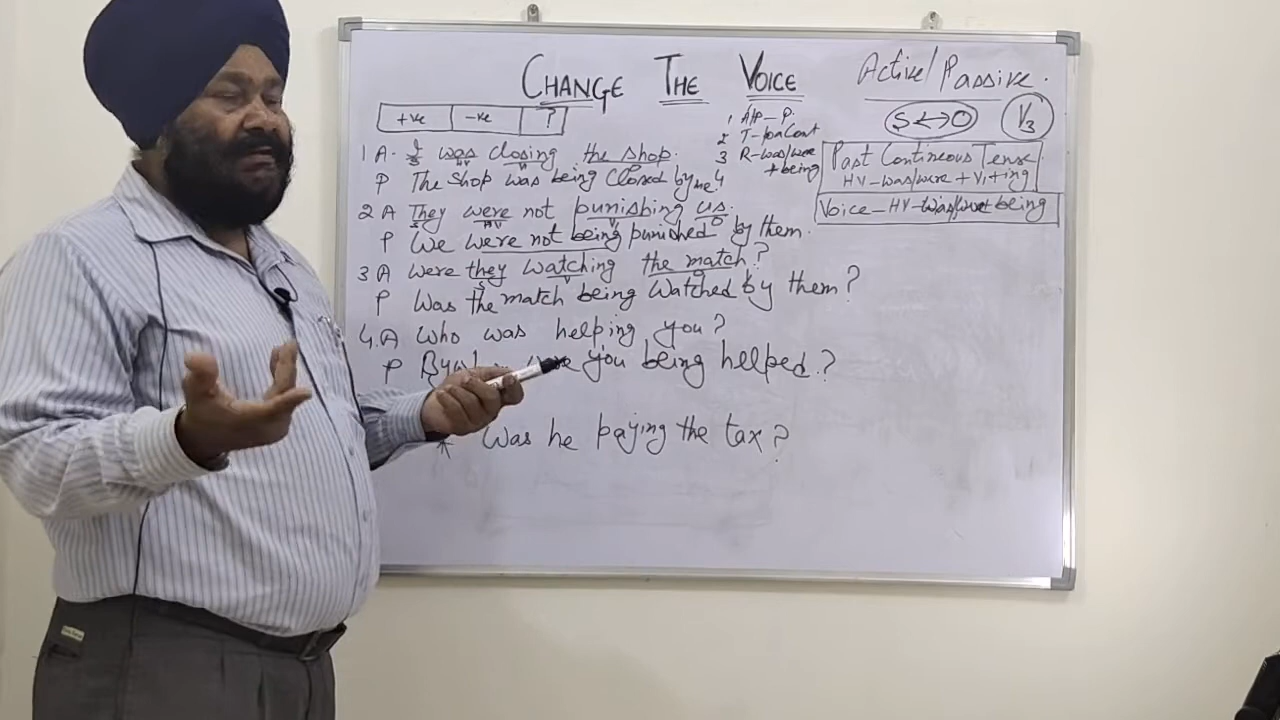 CHANGE THE VOICE
Active/Passive.
+ve -ve ?
S ↔ O
V3
1 A/P - P.
2 T - Pa Cont
3 R - was/were
+ being
4
Past Continuous Tense.
HV - was/were + V1 + ing
Voice - HV - was/were being
1 A. I was closing the shop.
S HV V
P The Shop was being closed by me.
2 A They were not punishing us.
S HV V O
P We were not being punished by them.
3 A Were they watching the match?
S V O
P Was the match being watched by them?
4. A Who was helping you?
P you being helped?
* Was he paying the tax?